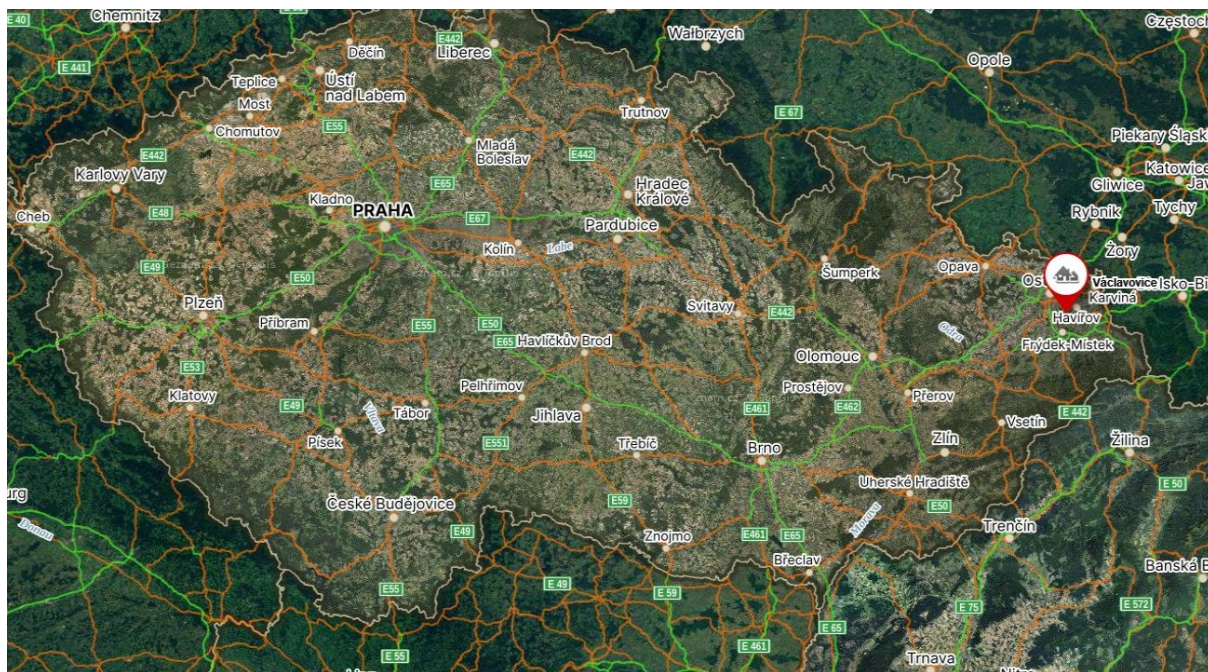 E 40
Chemnitz
E 441
Děčín
E442
Liberec
Wałbrzych
Opole
Teplice
Ústí
nad Labem
Most
Chomutov
E55
Trutnov
E 67
Mladá
Boleslav
E442
Piekary Śląski
Katowice
Gliwice
E442
Karlovy Vary
E65
Hradec
Králové
Kladno
Cheb
E48
PRAHA
E67
Pardubice
Rybnik
Tychy
Kolín
Labe
Żory
E49
E50
Šumperk
Opava
Václavovice
Karviná
Plzeň
Příbram
E55
E50
E65
Svitavy
E442
Havířov
Odra
Havlíčkův Brod
Frýdek-Místek
Olomouc
E53
Pelhřimov
Prostějov
Přerov
Klatovy
E49
Vltava
Tábor
Jihlava
E461
E462
E 442
Písek
E551
Třebíč
Brno
Vsetín
Zlín
Žilina
České Budějovice
E59
Uherské Hradiště
E 50
E50
Donau
E49
Znojmo
E461
E65
Morava
Trenčín
Břeclav
Banská B
E55
E 49
E 59
E 75
E 572
E 65
E 55
E 461
Trnava